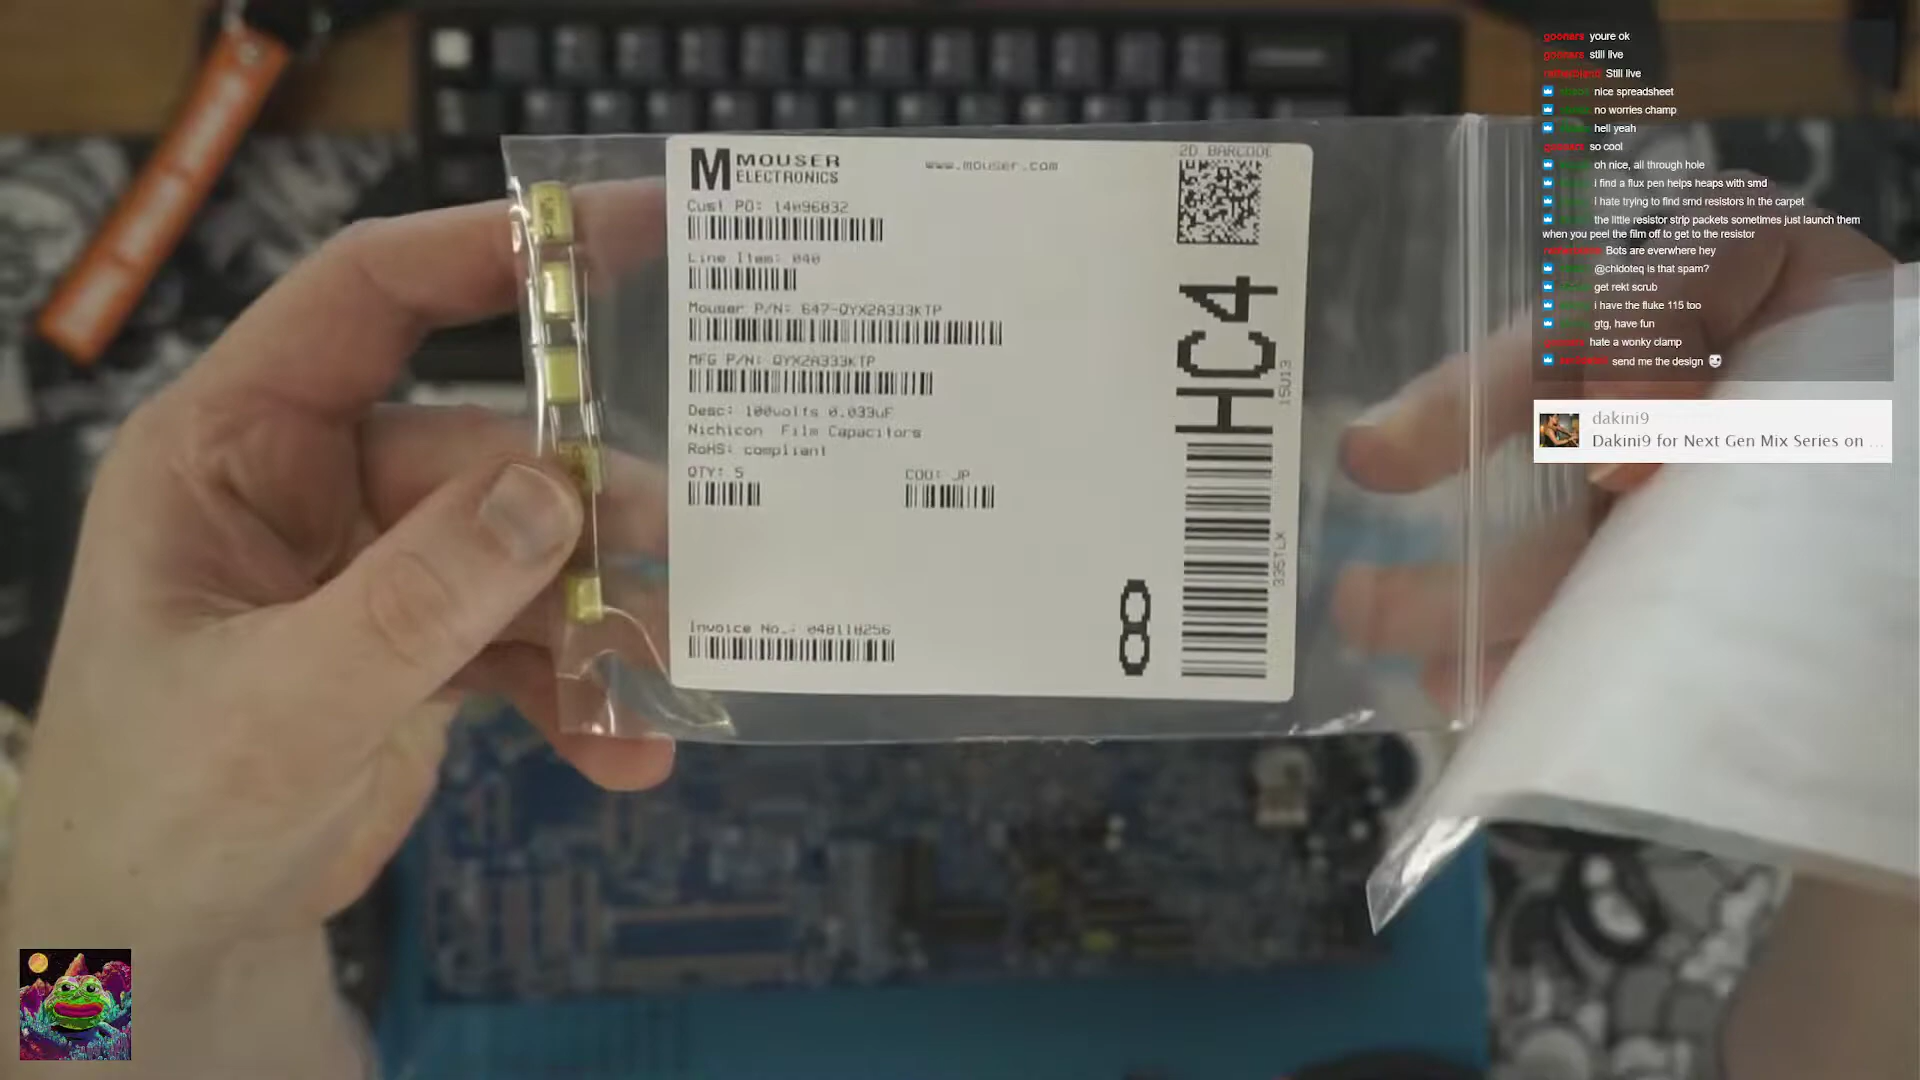 MOUSER
ELECTRONICS
www.mouser.com
2D BARCODE
Cust PO: 14096832
Line Item: 040
Mouser P/N: 647-QYX2A333KTP
MFG P/N: QYX2A333KTP
Desc: 100volts 0.033uF
Nichicon Film Capacitors
RoHS: compliant
QTY: 5
COO: JP
Invoice No.: 048118256
HC4
15U13
335TLX
8
youre ok
still live
Still live
nice spreadsheet
no worries champ
hell yeah
so cool
oh nice, all through hole
i find a flux pen helps heaps with smd
i hate trying to find smd resistors in the carpet
the little resistor strip packets sometimes just launch them
when you peel the film off to get to the resistor
Bots are everwhere hey
@chidoteq is that spam?
get rekt scrub
i have the fluke 115 too
gtg, have fun
hate a wonky clamp
send me the design
dakini9
Dakini9 for Next Gen Mix Series on ...